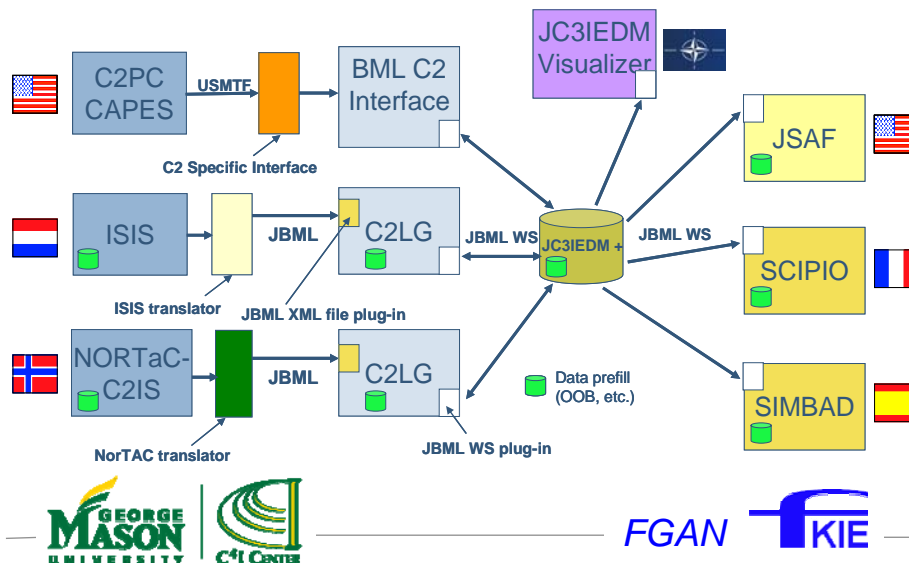 C2PC
CAPES
USMTF
BML C2
Interface
C2 Specific Interface
JC3IEDM
Visualizer
JSAF
ISIS
JBML
C2LG
JBML WS
JC3IEDM +
JBML WS
SCIPIO
ISIS translator
JBML XML file plug-in
NORTaC-
C2IS
JBML
C2LG
Data prefill
(OOB, etc.)
SIMBAD
NorTAC translator
JBML WS plug-in
GEORGE
MASON
UNIVERSITY
C4I CENTER
FGAN
FKIE